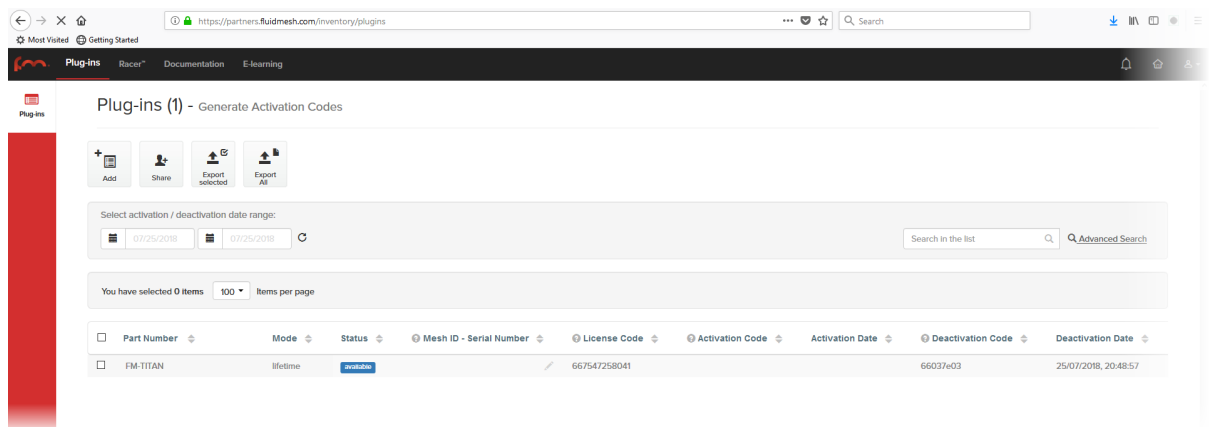 https://partners.fluidmesh.com/inventory/plugins
Search
Most Visited Getting Started
fm.
Plug-ins Racer™ Documentation E-learning
Plug-ins
Plug-ins (1) - Generate Activation Codes
Add
Share
Export selected
Export All
Select activation / deactivation date range:
07/25/2018 07/25/2018 Search in the list Advanced Search
You have selected 0 items 100 Items per page
Part Number Mode Status Mesh ID - Serial Number License Code Activation Code Activation Date Deactivation Code Deactivation Date
FM-TITAN lifetime available 667547258041 66037e03 25/07/2018, 20:48:57